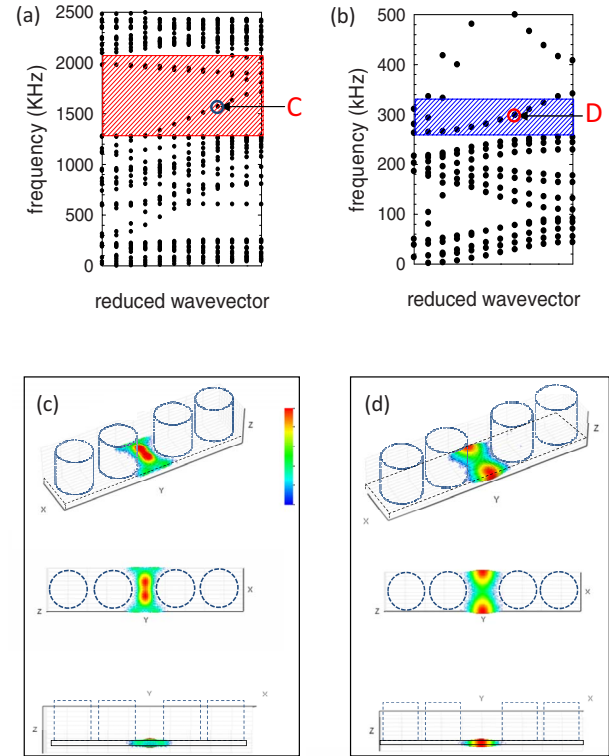 (a)
(b)
frequency (KHz)
2500
2000
1500
1000
500
0
C
reduced wavevector
frequency (kHz)
500
400
300
200
100
0
D
reduced wavevector
(c)
Z
X
Y
X
Z
Y
Y
X
Z
(d)
Z
X
Y
X
Z
Y
Y
X
Z